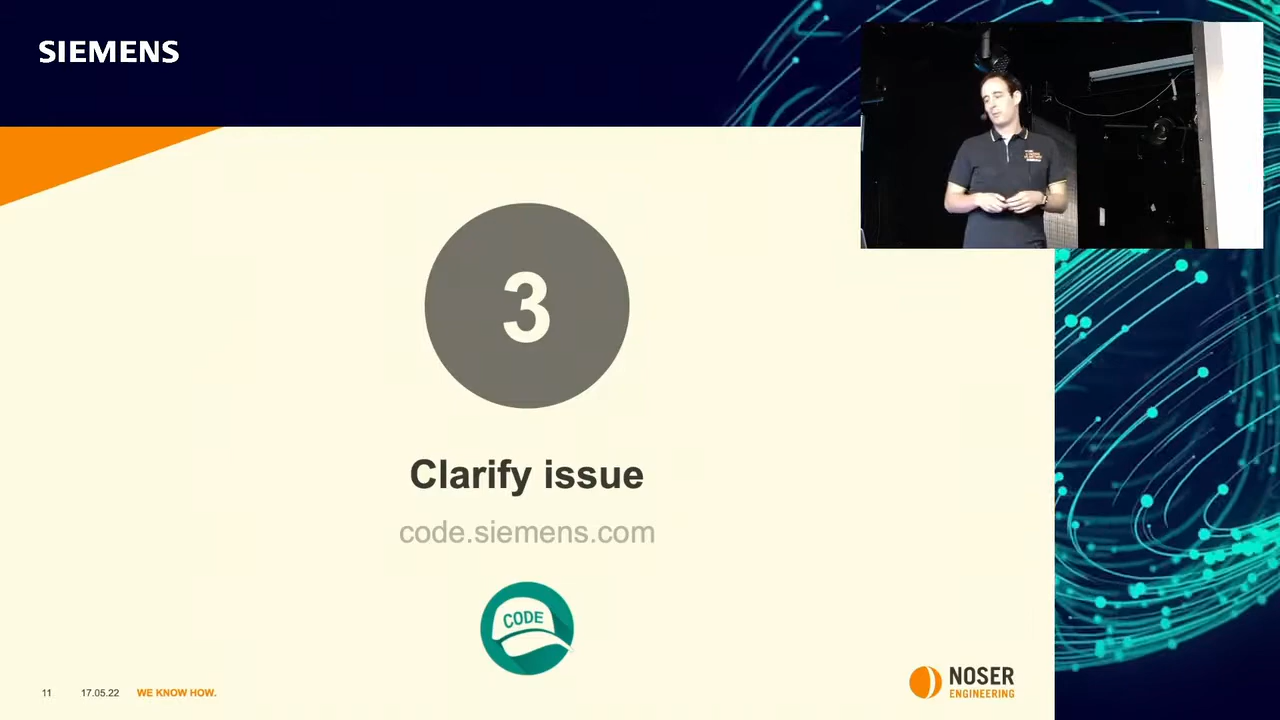 SIEMENS
3
Clarify issue
code.siemens.com
CODE
11 17.05.22 WE KNOW HOW.
NOSER
ENGINEERING